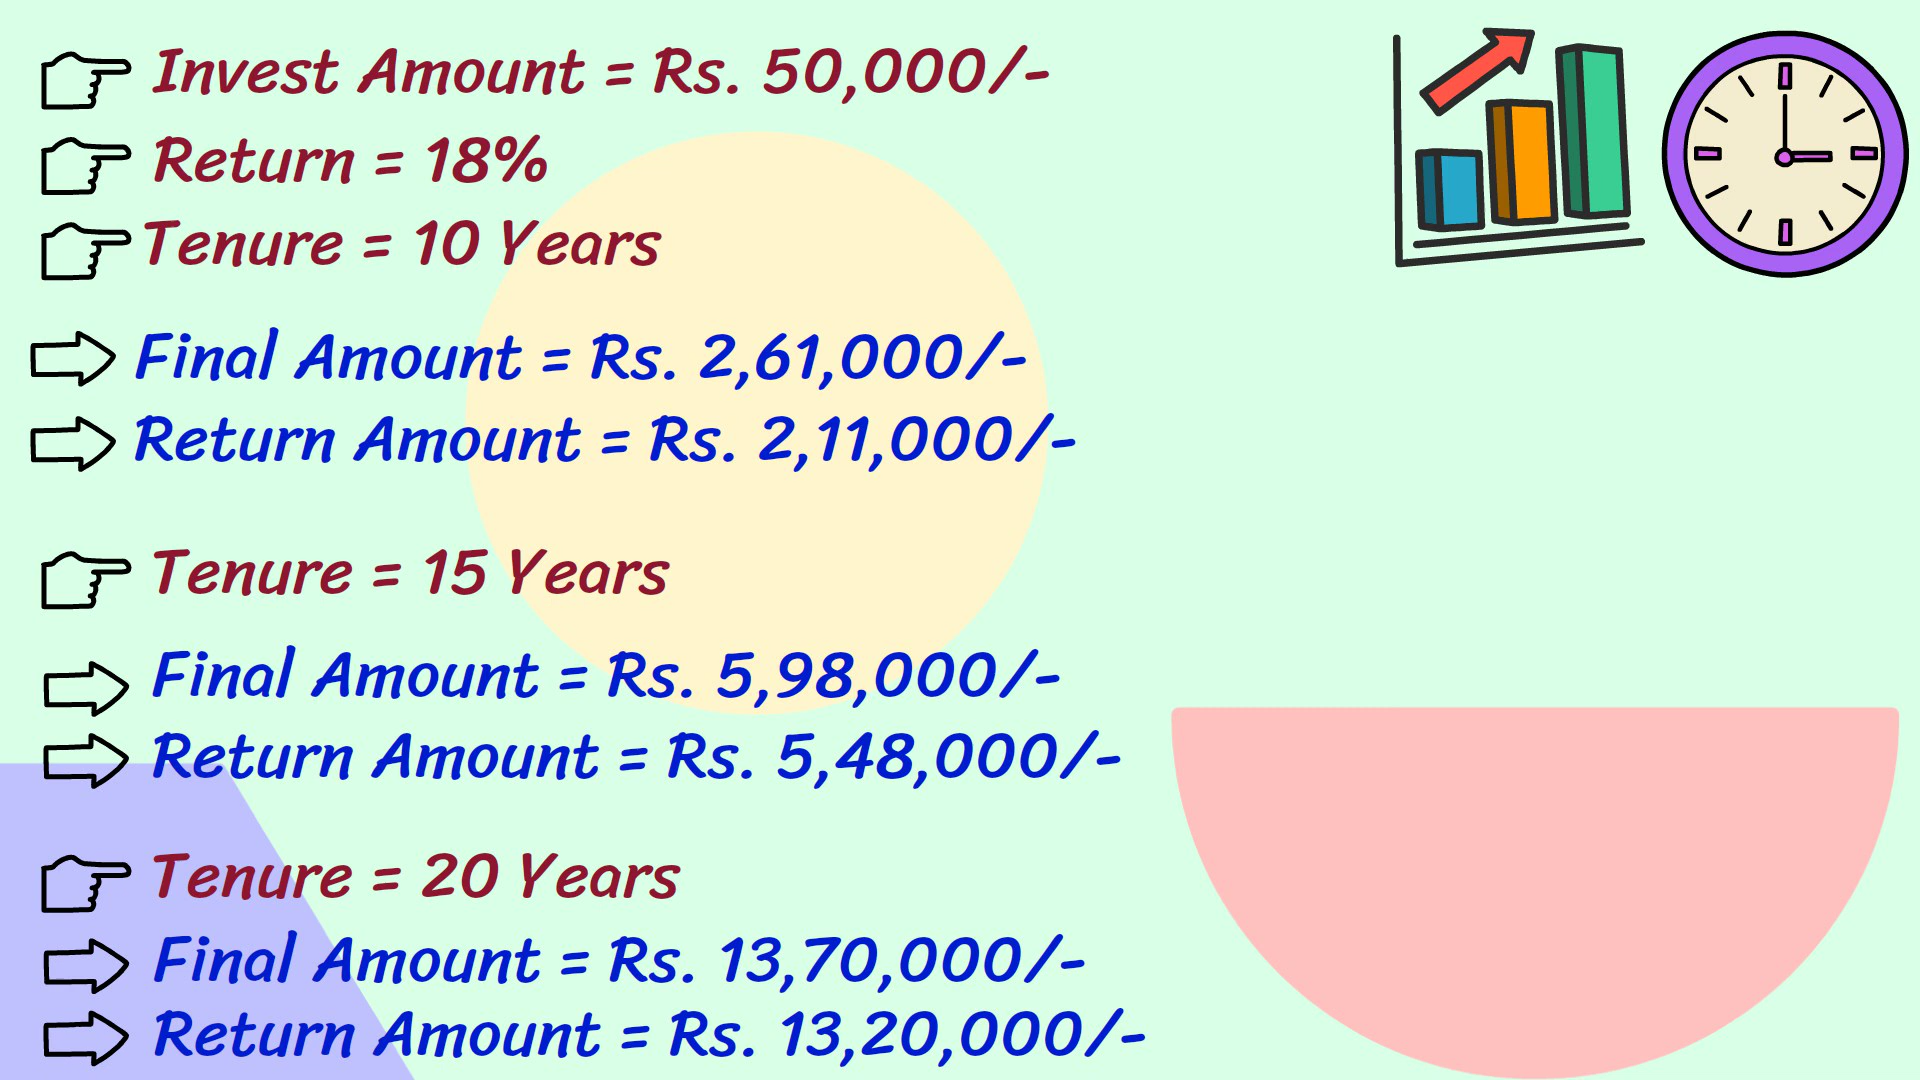 Invest Amount = Rs. 50,000/-
Return = 18%
Tenure = 10 Years
Final Amount = Rs. 2,61,000/-
Return Amount = Rs. 2,11,000/-
Tenure = 15 Years
Final Amount = Rs. 5,98,000/-
Return Amount = Rs. 5,48,000/-
Tenure = 20 Years
Final Amount = Rs. 13,70,000/-
Return Amount = Rs. 13,20,000/-